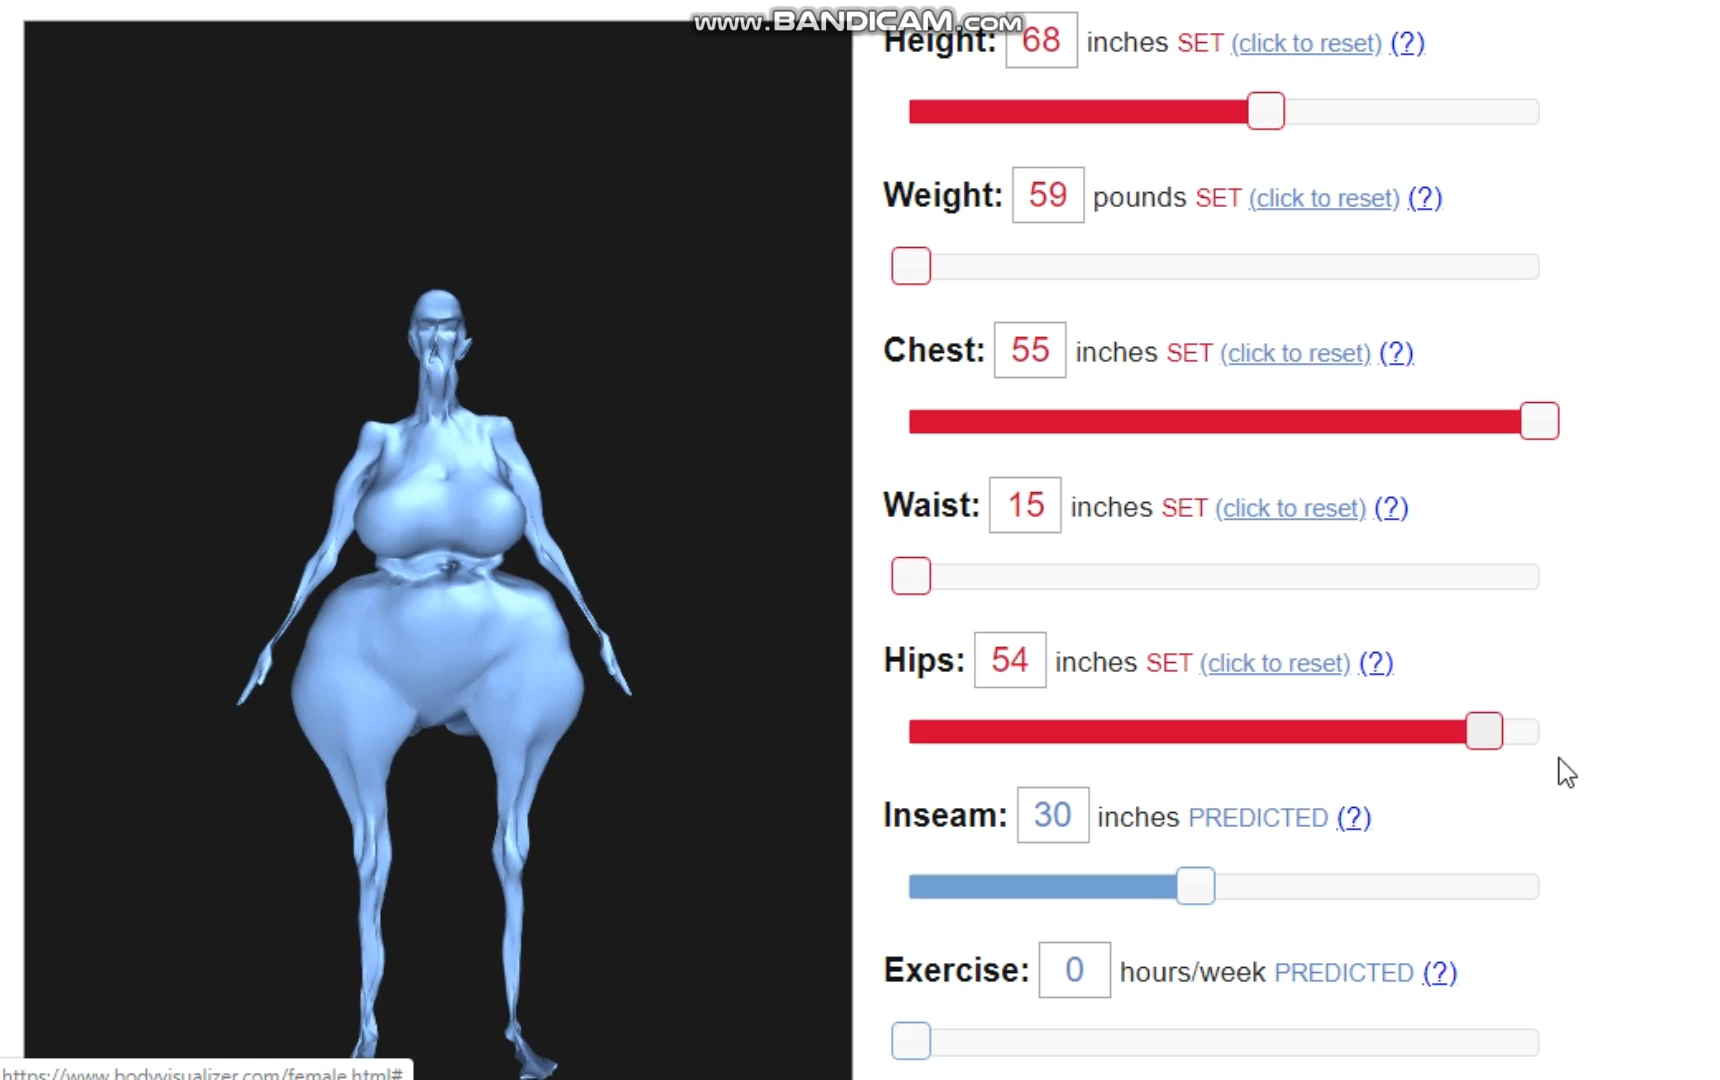 www.BANDICAM.com
Height: 68 inches SET (click to reset) (?)
Weight: 59 pounds SET (click to reset) (?)
Chest: 55 inches SET (click to reset) (?)
Waist: 15 inches SET (click to reset) (?)
Hips: 54 inches SET (click to reset) (?)
Inseam: 30 inches PREDICTED (?)
Exercise: 0 hours/week PREDICTED (?)
https://www.bodyvisualizer.com/female.html#